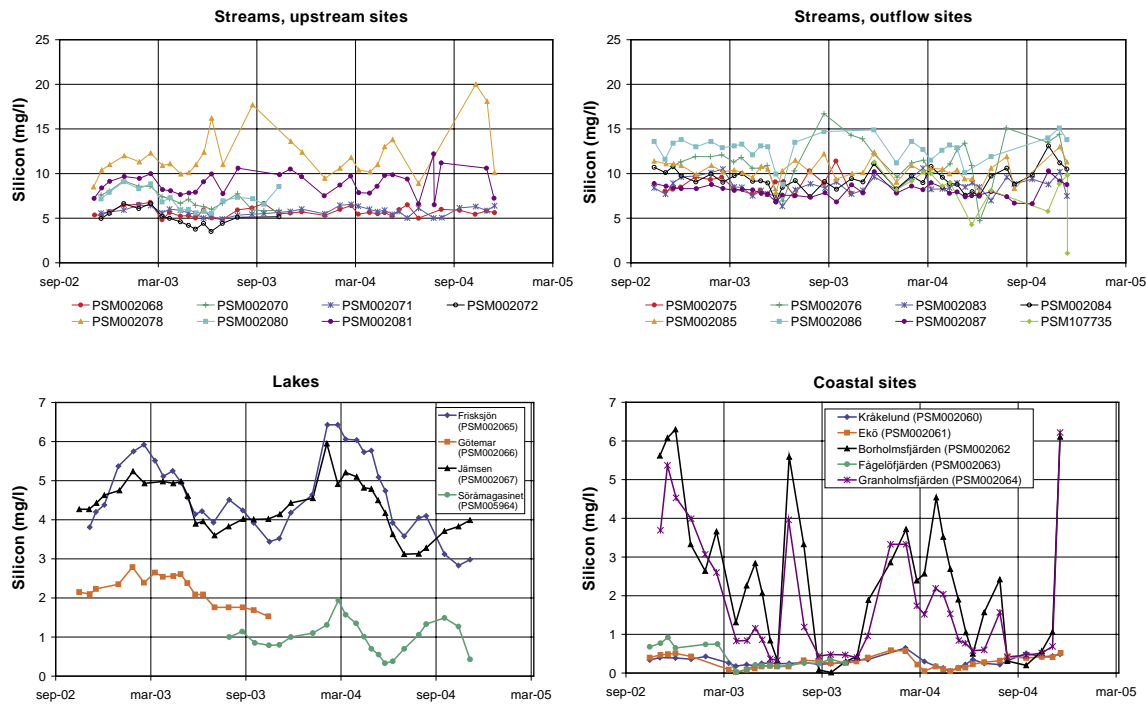 Streams, upstream sites
Silicon (mg/l)
25
20
15
10
5
0
sep-02 mar-03 sep-03 mar-04 sep-04 mar-05
PSM002068 PSM002070 PSM002071 PSM002072
PSM002078 PSM002080 PSM002081
Streams, outflow sites
Silicon (mg/l)
25
20
15
10
5
0
sep-02 mar-03 sep-03 mar-04 sep-04 mar-05
PSM002075 PSM002076 PSM002083 PSM002084
PSM002085 PSM002086 PSM002087 PSM107735
Lakes
Silicon (mg/l)
7
6
5
4
3
2
1
0
sep-02 mar-03 sep-03 mar-04 sep-04 mar-05
Frisksjön
(PSM002065)
Götemar
(PSM002066)
Jämsen
(PSM002067)
Söråmagasinet
(PSM005964)
Coastal sites
Silicon (mg/l)
7
6
5
4
3
2
1
0
sep-02 mar-03 sep-03 mar-04 sep-04 mar-05
Kråkelund (PSM002060)
Ekö (PSM002061)
Borholmsfjärden (PSM002062
Fågelöfjärden (PSM002063)
Granholmsfjärden (PSM002064)